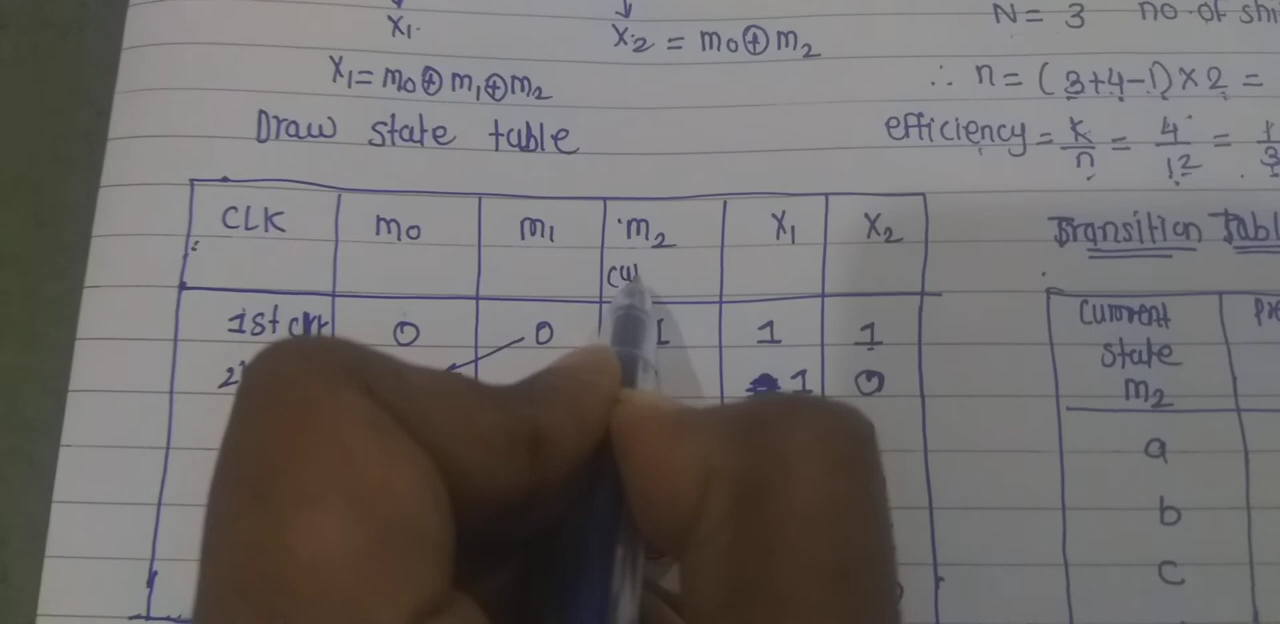 X1.
X2 = m0⊕m2
X1 = m0⊕m1⊕m2
Draw state table
N = 3 no. of shi
∴ n = (3+4-1)×2 =
efficiency = k/n = 4/12 =
CLK m0 m1 m2 X1 X2
1st 0 0 1 1 1
1 0
Transition Tabl
Current
state
m2
a
b
c